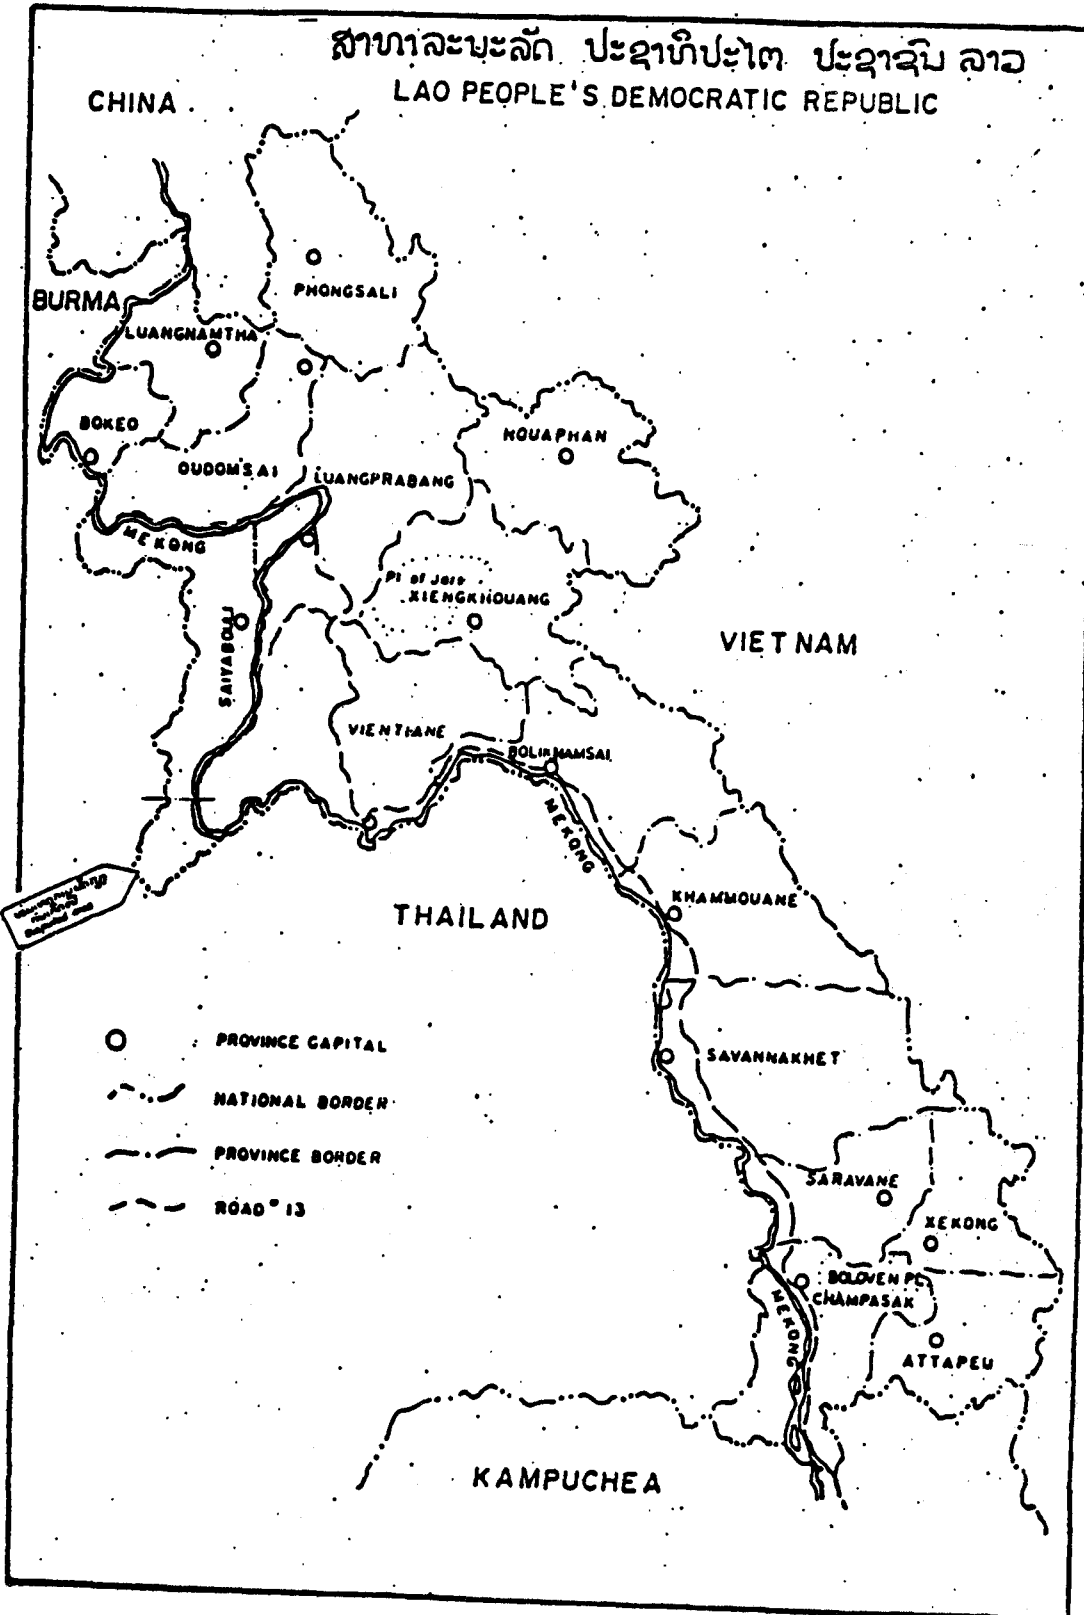 ສາທາລະນະລັດ ປະຊາທິປະໄຕ ປະຊາຊົນ ລາວ
LAO PEOPLE'S DEMOCRATIC REPUBLIC
CHINA
PHONGSALI
BURMA
LUANGNAMTHA
BOKEO
HOUAPHAN
OUDOMSAI
LUANGPRABANG
MEKONG
Pl of Jars
XIENGKHOUANG
SAIYABOULI
VIETNAM
VIENTIANE
BOLIKHAMSAI
MEKONG
KHAMMOUANE
THAILAND
PROVINCE CAPITAL
SAVANNAKHET
NATIONAL BORDER
PROVINCE BORDER
SARAVANE
ROAD # 13
XEKONG
BOLOVEN PL.
CHAMPASAK
MEKONG
ATTAPEU
KAMPUCHEA